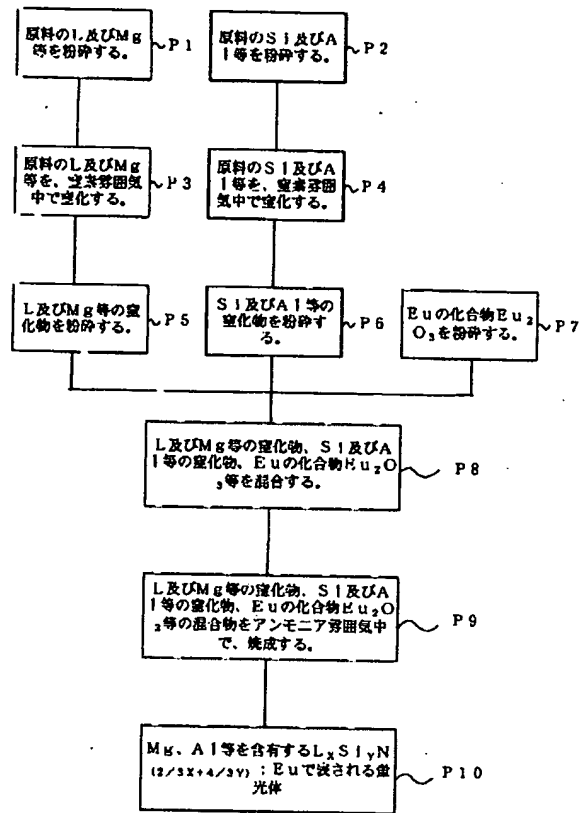 原料のL及びMg
等を粉砕する。
P1
原料のSi及びA
l等を粉砕する。
P2
原料のL及びMg
等を、窒素雰囲気
中で窒化する。
P3
原料のSi及びA
l等を、窒素雰囲
気中で窒化する。
P4
L及びMg等の窒化
物を粉砕する。
P5
Si及びAl等の
窒化物を粉砕す
る。
P6
Euの化合物Eu₂
O₃を粉砕する。
P7
L及びMg等の窒化物、Si及びA
l等の窒化物、Euの化合物Eu₂O
₃等を混合する。
P8
L及びMg等の窒化物、Si及びA
l等の窒化物、Euの化合物Eu₂O
₃等の混合物をアンモニア雰囲気中
で、焼成する。
P9
Mg、Al等を含有するLXSiYN
(2/3X+4/3Y):Euで表される蛍
光体
P10